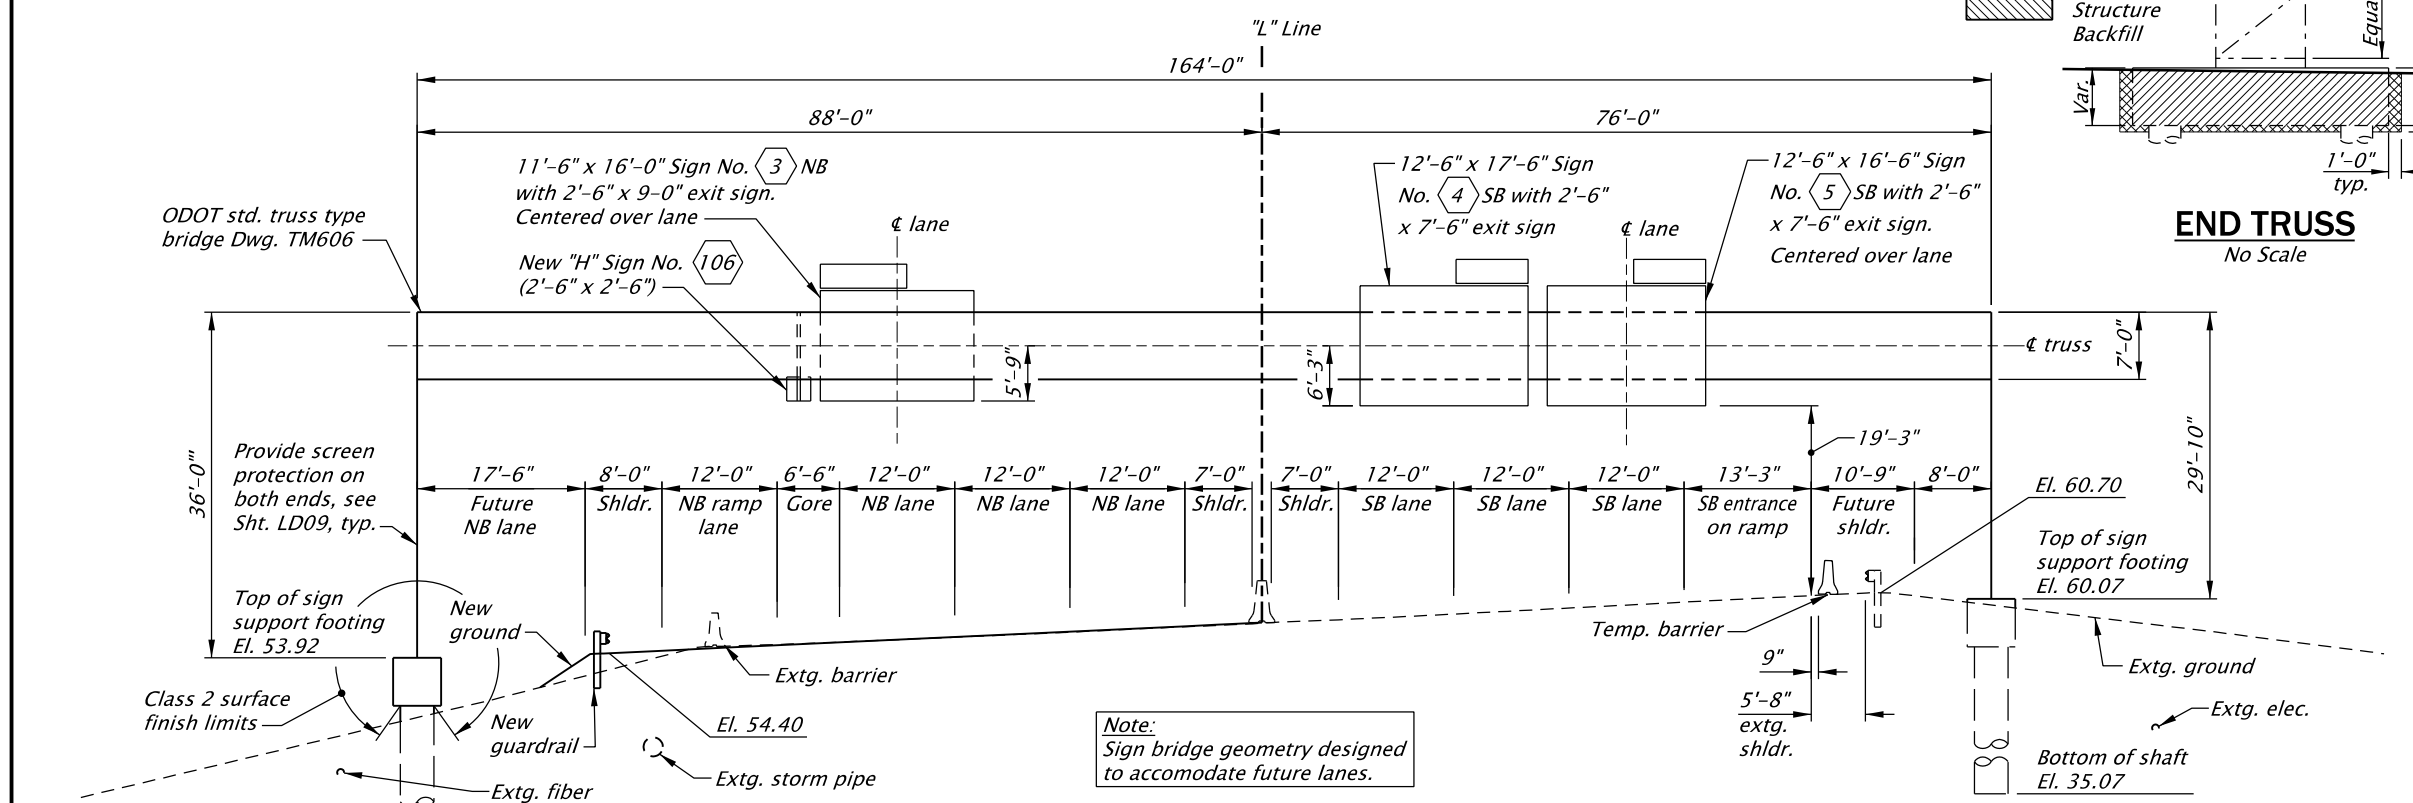 "L" Line
164'-0"
88'-0"
76'-0"
11'-6" x 16'-0" Sign No. 3 NB
with 2'-6" x 9-0" exit sign.
Centered over lane
New "H" Sign No. 106
(2'-6" x 2'-6")
ODOT std. truss type
bridge Dwg. TM606
℄ lane
12'-6" x 17'-6" Sign
No. 4 SB with 2'-6"
x 7'-6" exit sign
℄ lane
12'-6" x 16'-6" Sign
No. 5 SB with 2'-6"
x 7'-6" exit sign.
Centered over lane
Structure
Backfill
Var.
1'-0"
typ.
END TRUSS
No Scale
5'-9"
6'-3"
℄ truss
7'-0"
36'-0"'
29'-10"
19'-3"
Provide screen
protection on
both ends, see
Sht. LD09, typ.
17'-6"
Future
NB lane
8'-0"
Shldr.
12'-0"
NB ramp
lane
6'-6"
Gore
12'-0"
NB lane
12'-0"
NB lane
12'-0"
NB lane
7'-0"
Shldr.
7'-0"
Shldr.
12'-0"
SB lane
12'-0"
SB lane
12'-0"
SB lane
13'-3"
SB entrance
on ramp
10'-9"
Future
shldr.
8'-0"
El. 60.70
Top of sign
support footing
El. 60.07
Top of sign
support footing
El. 53.92
New
ground
Temp. barrier
Extg. barrier
9"
5'-8"
extg.
shldr.
Extg. ground
Class 2 surface
finish limits
New
guardrail
El. 54.40
Extg. storm pipe
Extg. fiber
Note:
Sign bridge geometry designed
to accomodate future lanes.
Extg. elec.
Bottom of shaft
El. 35.07